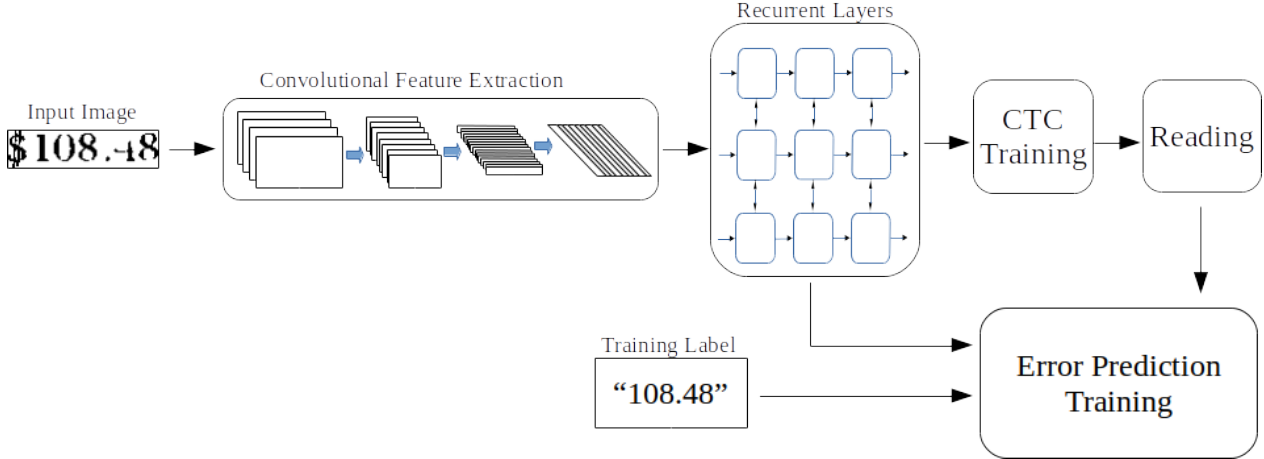 Recurrent Layers
Convolutional Feature Extraction
Input Image
$108.48
CTC
Training
Reading
Training Label
“108.48”
Error Prediction
Training